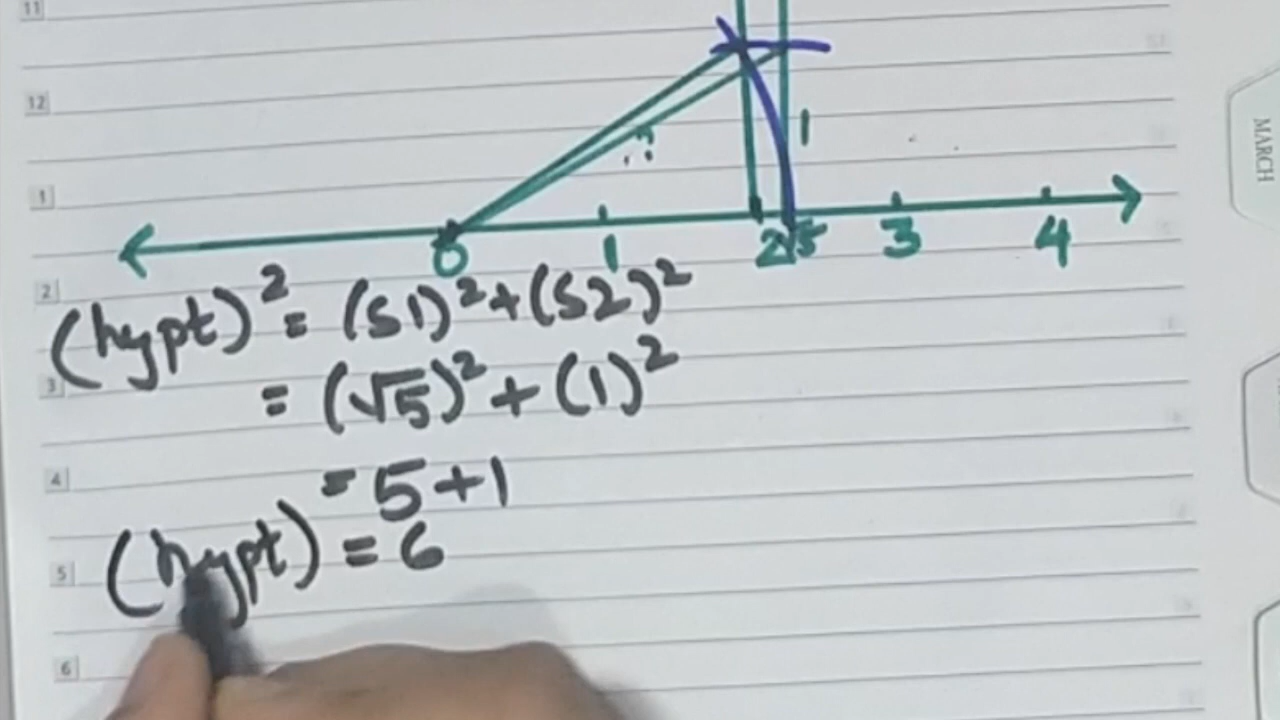 11
12
1
1
MARCH
0 1 2 √5 3 4
2
(hypt)² = (S1)² + (S2)²
3
= (√5)² + (1)²
4
= 5 + 1
5
(hypt) = 6
6